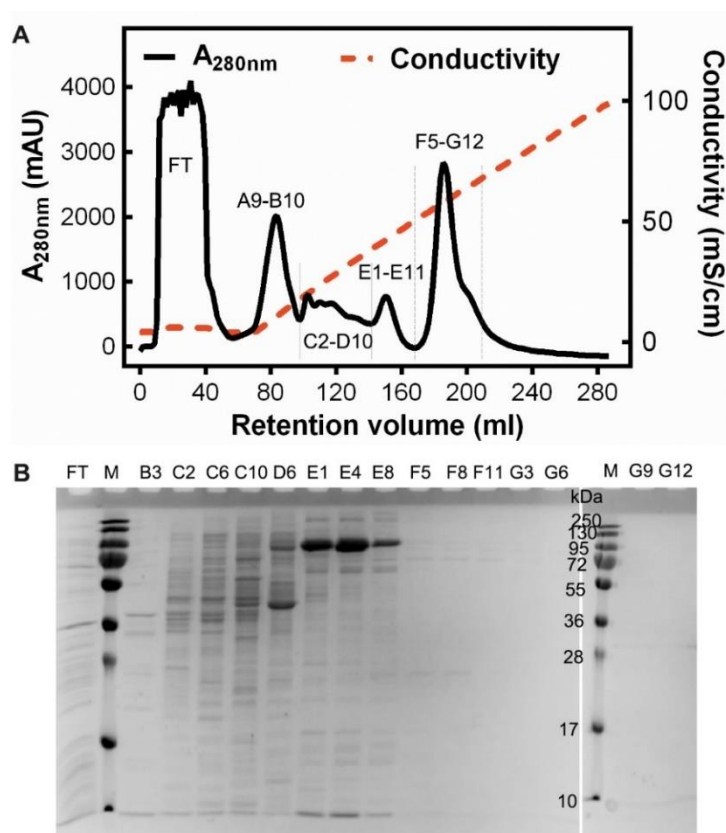 A
A280nm
Conductivity
4000
3000
2000
1000
0
A280nm (mAU)
100
50
0
Conductivity (mS/cm)
FT
A9-B10
C2-D10
E1-E11
F5-G12
0 40 80 120 160 200 240 280
Retention volume (ml)
B
FT M B3 C2 C6 C10 D6 E1 E4 E8 F5 F8 F11 G3 G6 M G9 G12
kDa
250
130
95
72
55
36
28
17
10